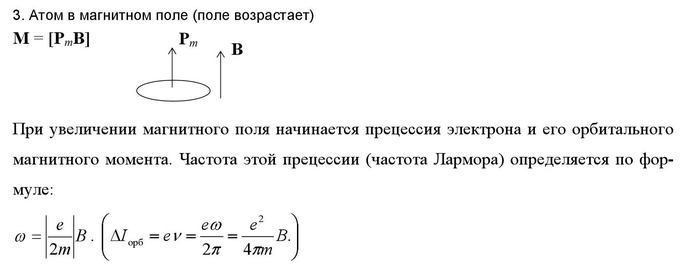 3. Атом в магнитном поле (поле возрастает)
M = [PmB]
Pm
B
При увеличении магнитного поля начинается прецессия электрона и его орбитального
магнитного момента. Частота этой прецессии (частота Лармора) определяется по фор-
муле:
ω = |e/2m| B . (ΔIорб = eν = eω/2π = e²/4πm B.)